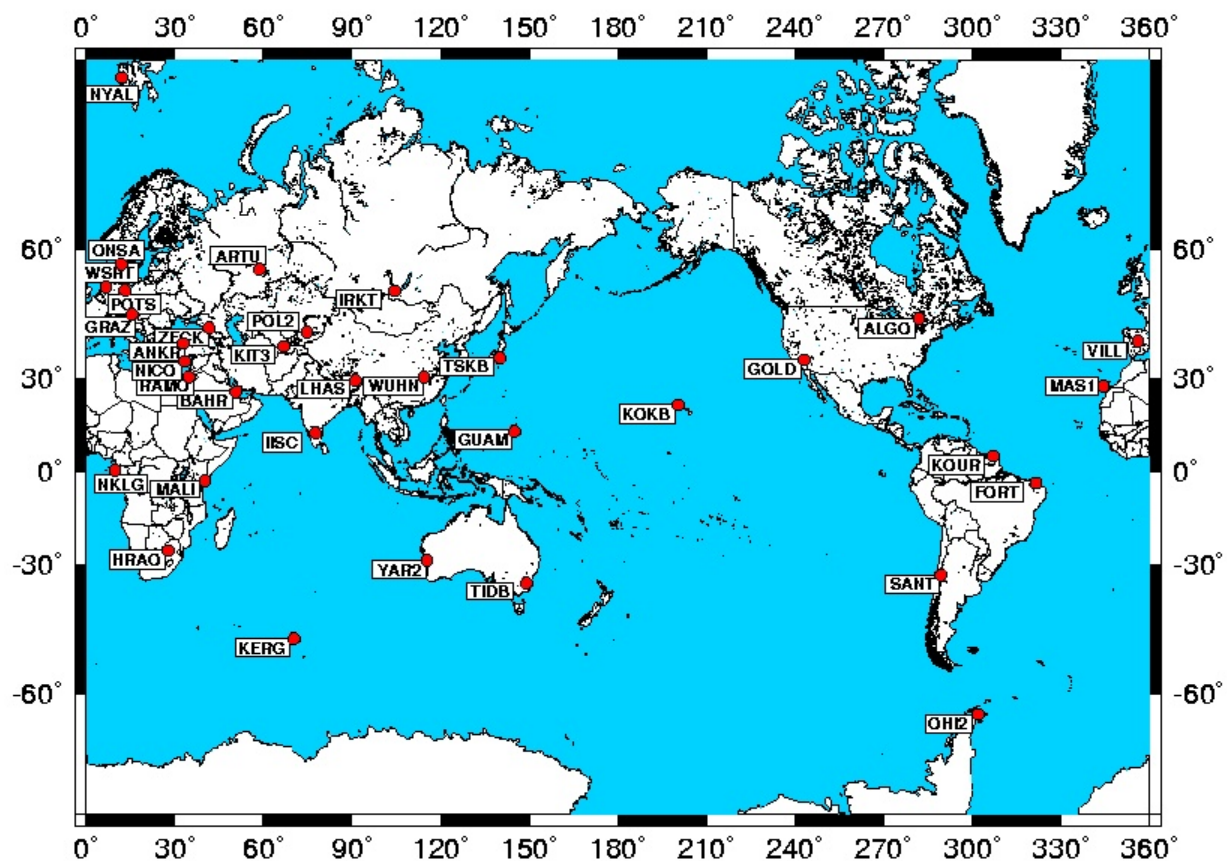 0 30° 60° 90° 120° 150° 180° 210° 240° 270° 300° 330° 360°
NYAL
60° 60°
ONSA
ARTU
WSRT
POTS
IRKT
GRAZ
POL2
ALGO
ZECK
ANKR
KIT3
TSKB
VILL
NICO
GOLD
30° 30°
RAMO
LHAS
WUHN
MAS1
BAHR
KOKB
IISC
GUAM
KOUR
0° 0°
NKLG
MALI
FORT
HRAO
-30° -30°
YAR2
SANT
TIDB
KERG
-60° -60°
OHI2
0° 30° 60° 90° 120° 150° 180° 210° 240° 270° 300° 330° 360°